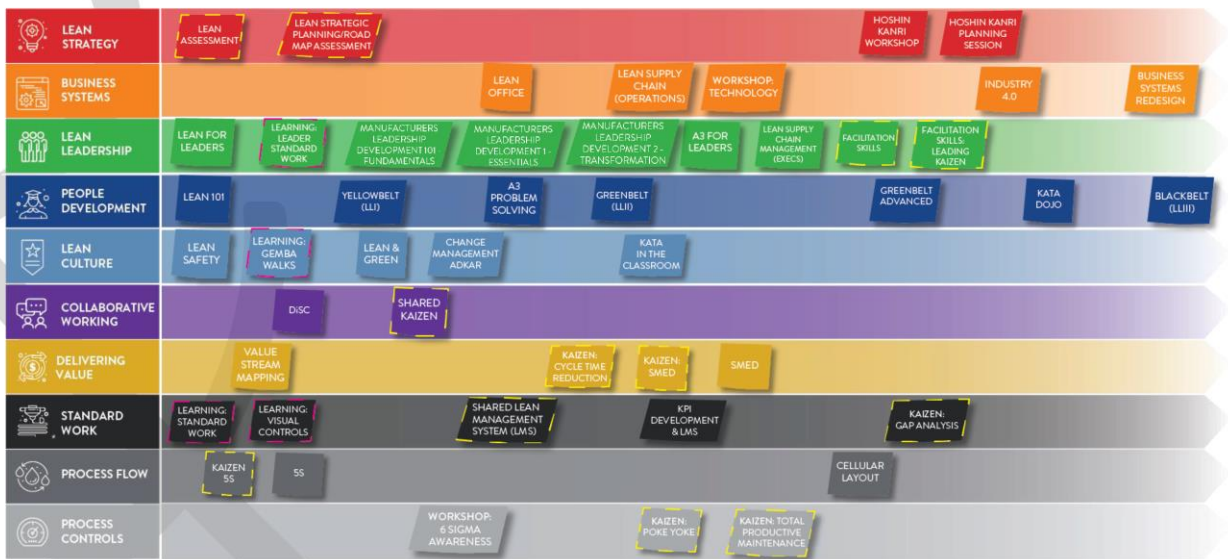 LEAN
STRATEGY
LEAN
ASSESSMENT
LEAN STRATEGIC
PLANNING/ROAD
MAP ASSESSMENT
HOSHIN
KANRI
WORKSHOP
HOSHIN KANRI
PLANNING
SESSION
BUSINESS
SYSTEMS
LEAN
OFFICE
LEAN SUPPLY
CHAIN
(OPERATIONS)
WORKSHOP:
TECHNOLOGY
INDUSTRY
4.0
BUSINESS
SYSTEMS
REDESIGN
LEAN
LEADERSHIP
LEAN FOR
LEADERS
LEARNING:
LEADER
STANDARD
WORK
MANUFACTURERS
LEADERSHIP
DEVELOPMENT 101
FUNDAMENTALS
MANUFACTURERS
LEADERSHIP
DEVELOPMENT 1 -
ESSENTIALS
MANUFACTURERS
LEADERSHIP
DEVELOPMENT 2 -
TRANSFORMATION
A3 FOR
LEADERS
LEAN SUPPLY
CHAIN
MANAGEMENT
(EXECS)
FACILITATION
SKILLS
FACILITATION
SKILLS:
LEADING
KAIZEN
PEOPLE
DEVELOPMENT
LEAN 101
YELLOWBELT
(LLI)
A3
PROBLEM
SOLVING
GREENBELT
(LLII)
GREENBELT
ADVANCED
KATA
DOJO
BLACKBELT
(LLIII)
LEAN
CULTURE
LEAN
SAFETY
LEARNING:
GEMBA
WALKS
LEAN &
GREEN
CHANGE
MANAGEMENT
ADKAR
KATA
IN THE
CLASSROOM
COLLABORATIVE
WORKING
DiSC
SHARED
KAIZEN
DELIVERING
VALUE
VALUE
STREAM
MAPPING
KAIZEN:
CYCLE TIME
REDUCTION
KAIZEN:
SMED
SMED
STANDARD
WORK
LEARNING:
STANDARD
WORK
LEARNING:
VISUAL
CONTROLS
SHARED LEAN
MANAGEMENT
SYSTEM (LMS)
KPI
DEVELOPMENT
& LMS
KAIZEN:
GAP ANALYSIS
PROCESS FLOW
KAIZEN
5S
5S
CELLULAR
LAYOUT
PROCESS
CONTROLS
WORKSHOP:
6 SIGMA
AWARENESS
KAIZEN:
POKE YOKE
KAIZEN: TOTAL
PRODUCTIVE
MAINTENANCE